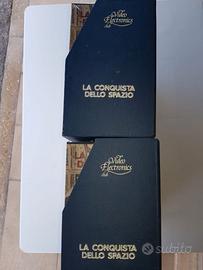 Video
Electronics
club
LA CONQUISTA
DELLO SPAZIO
Video
Electronics
club
LA CONQUISTA
DELLO SPAZIO
subito